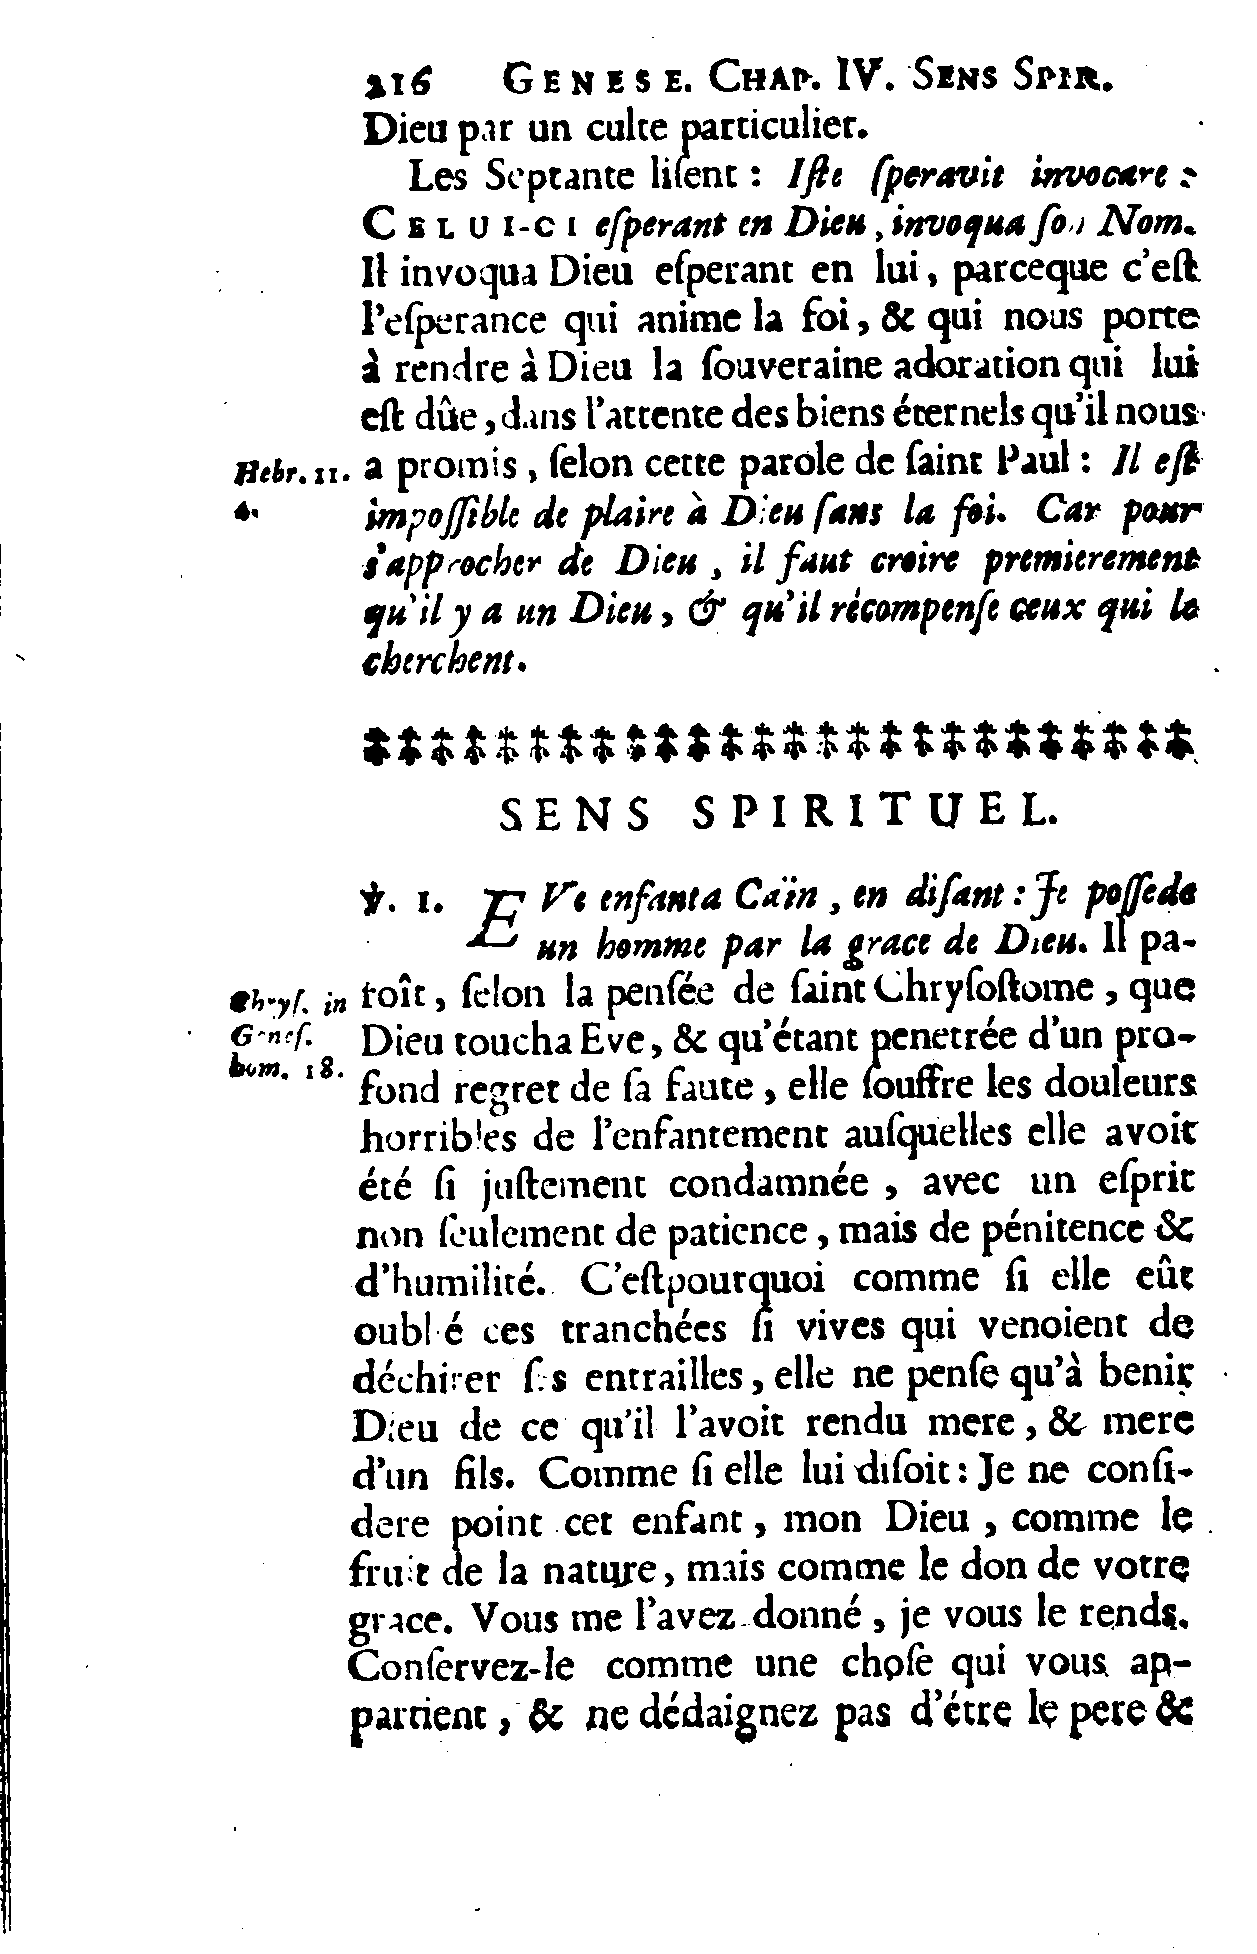 216 GENESE. CHAP. IV. SENS SPIR.
Dieu par un culte particulier.
Les Septante liſent : Iſte ſperavit invocare :
CELUI-CI eſperant en Dieu, invoqua ſon Nom.
Il invoqua Dieu eſperant en lui, parceque c'eſt
l'eſperance qui anime la foi, & qui nous porte
à rendre à Dieu la ſouveraine adoration qui lui
eſt dûe, dans l'attente des biens éternels qu'il nous
Hebr. 11. a promis, ſelon cette parole de ſaint Paul : Il eſt
6. impoſſible de plaire à Dieu ſans la foi. Car pour
s'approcher de Dieu, il faut croire premierement
qu'il y a un Dieu, & qu'il récompenſe ceux qui le
cherchent.
SENS SPIRITUEL.
℣. 1. EVe enfanta Caïn, en diſant : Je poſſede
un homme par la grace de Dieu. Il pa-
Chryſ. in roît, ſelon la penſée de ſaint Chryſoſtome, que
Geneſ. Dieu toucha Eve, & qu'étant penetrée d'un pro-
hom. 18. fond regret de ſa faute, elle ſouffre les douleurs
horribles de l'enfantement auſquelles elle avoit
été ſi juſtement condamnée, avec un eſprit
non ſeulement de patience, mais de pénitence &
d'humilité. C'eſtpourquoi comme ſi elle eût
oublié ces tranchées ſi vives qui venoient de
déchirer ſes entrailles, elle ne penſe qu'à benir
Dieu de ce qu'il l'avoit rendu mere, & mere
d'un fils. Comme ſi elle lui diſoit : Je ne conſi-
dere point cet enfant, mon Dieu, comme le
fruit de la nature, mais comme le don de votre
grace. Vous me l'avez donné, je vous le rends.
Conſervez-le comme une choſe qui vous ap-
partient, & ne dédaignez pas d'étre le pere &